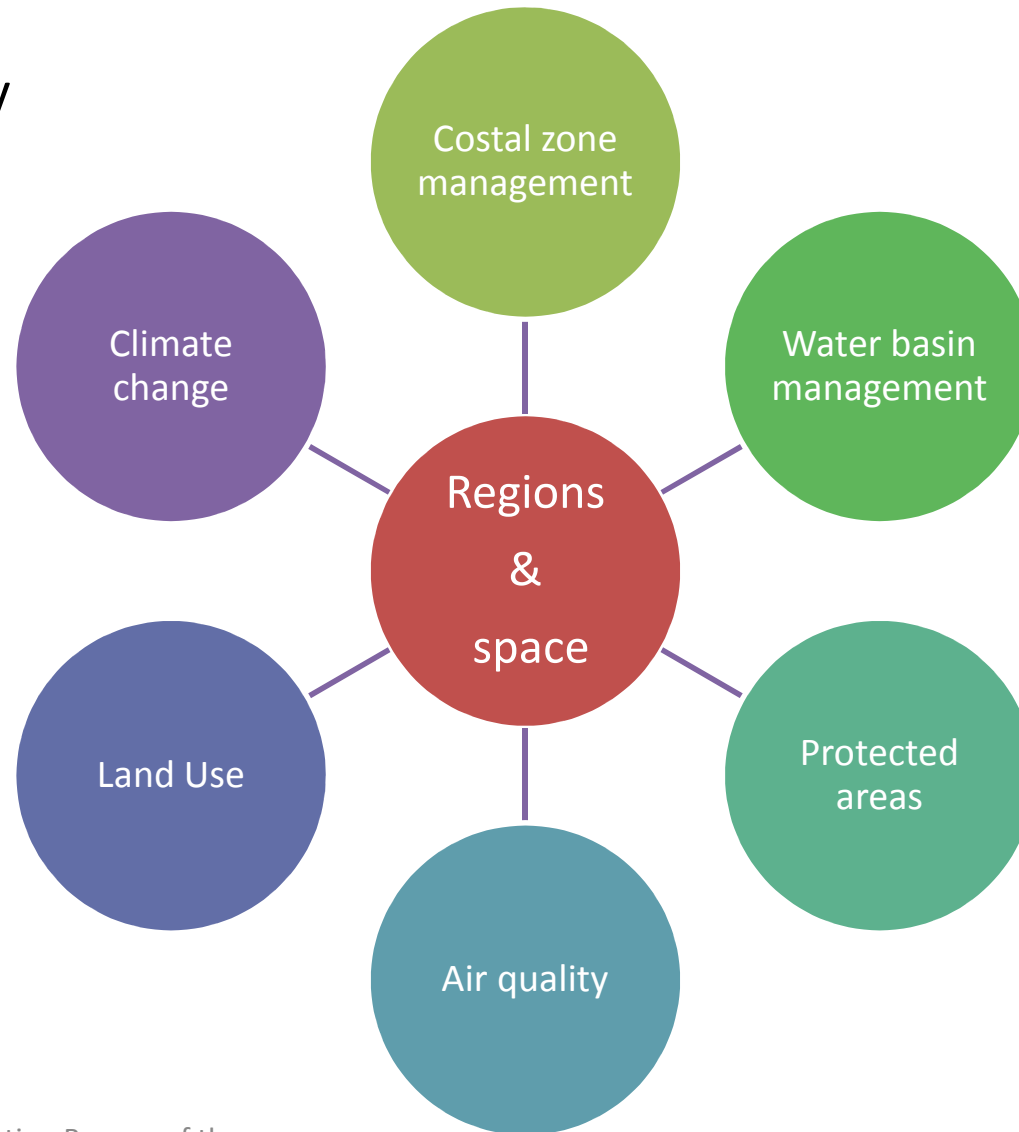 y
Costal zone
management
Climate
change
Water basin
management
Regions
&
space
Land Use
Protected
areas
Air quality